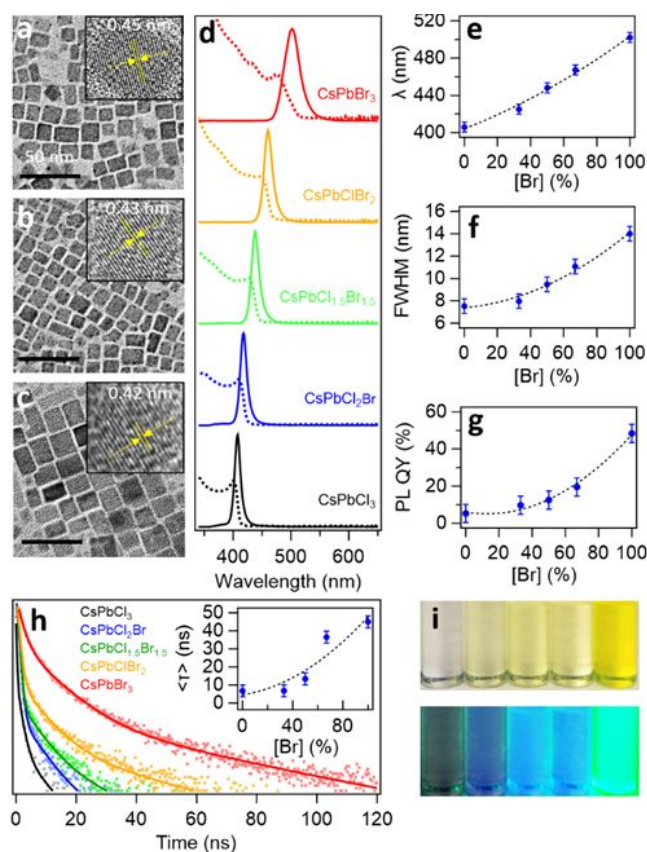 a
0.45 nm
50 nm
b
0.43 nm
c
0.42 nm
d
CsPbBr₃
CsPbClBr₂
CsPbCl₁.₅Br₁.₅
CsPbCl₂Br
CsPbCl₃
400 500 600
Wavelength (nm)
e
λ (nm)
520
480
440
400
0 20 40 60 80 100
[Br] (%)
f
FWHM (nm)
16
14
12
10
8
6
0 20 40 60 80 100
[Br] (%)
g
PL QY (%)
60
40
20
0
0 20 40 60 80 100
[Br] (%)
h
CsPbCl₃
CsPbCl₂Br
CsPbCl₁.₅Br₁.₅
CsPbClBr₂
CsPbBr₃
<τ> (ns)
50
40
30
20
10
0
0 40 80
[Br] (%)
0 20 40 60 80 100 120
Time (ns)
i